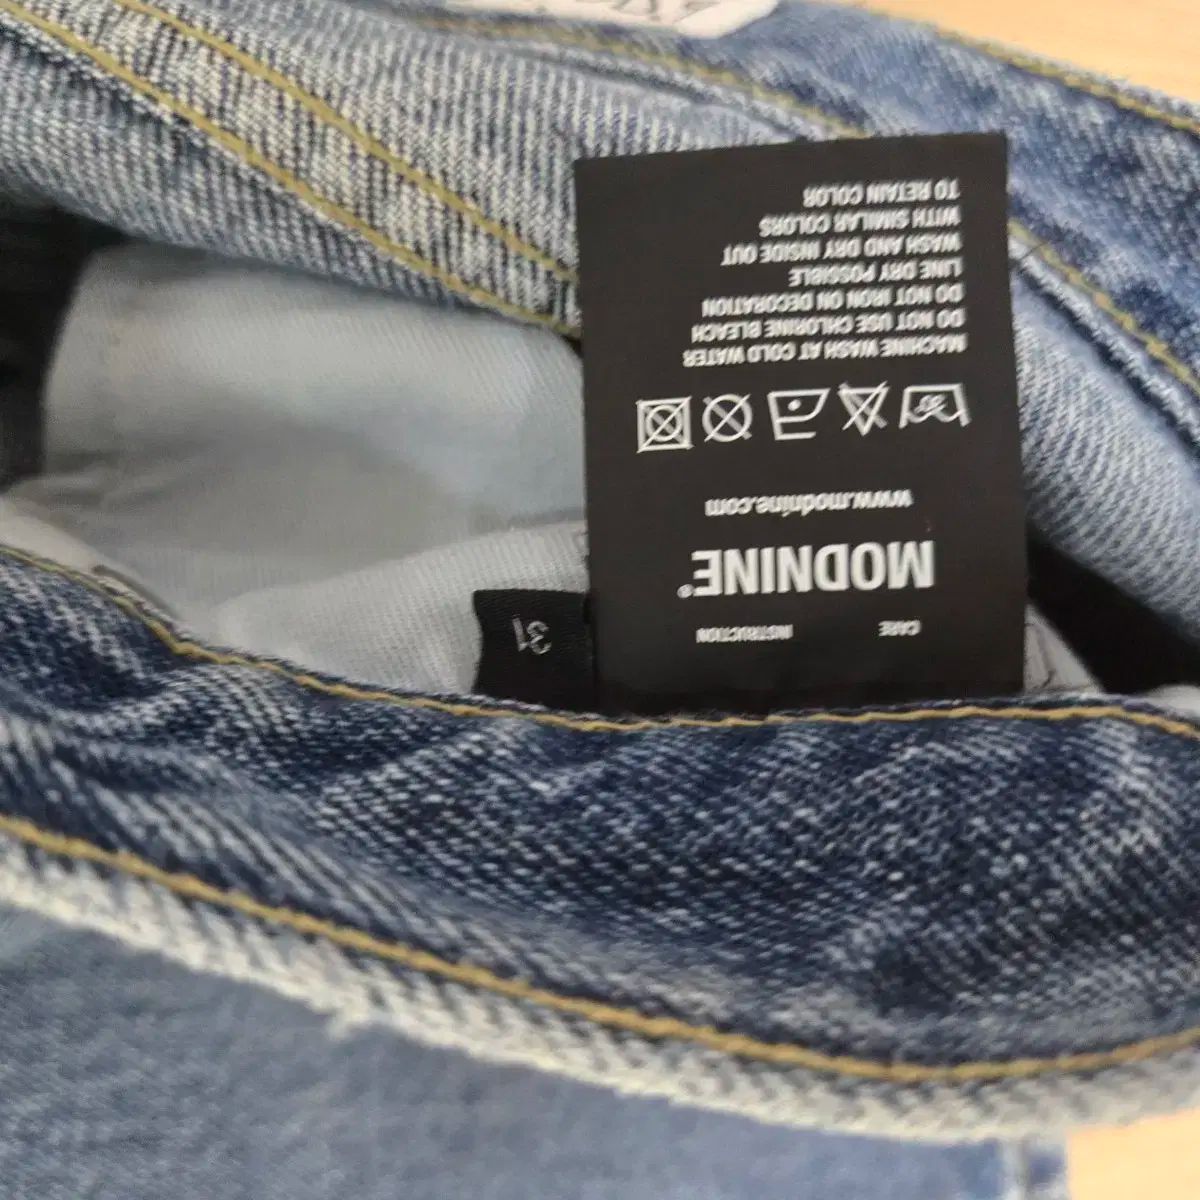 CARE INSTRUCTION
MODNINE®
www.modnine.com
30
MACHINE WASH AT COLD WATER
DO NOT USE CHLORINE BLEACH
DO NOT IRON ON DECORATION
LINE DRY POSSIBLE
WASH AND DRY INSIDE OUT
WITH SIMILAR COLORS
TO RETAIN COLOR
31